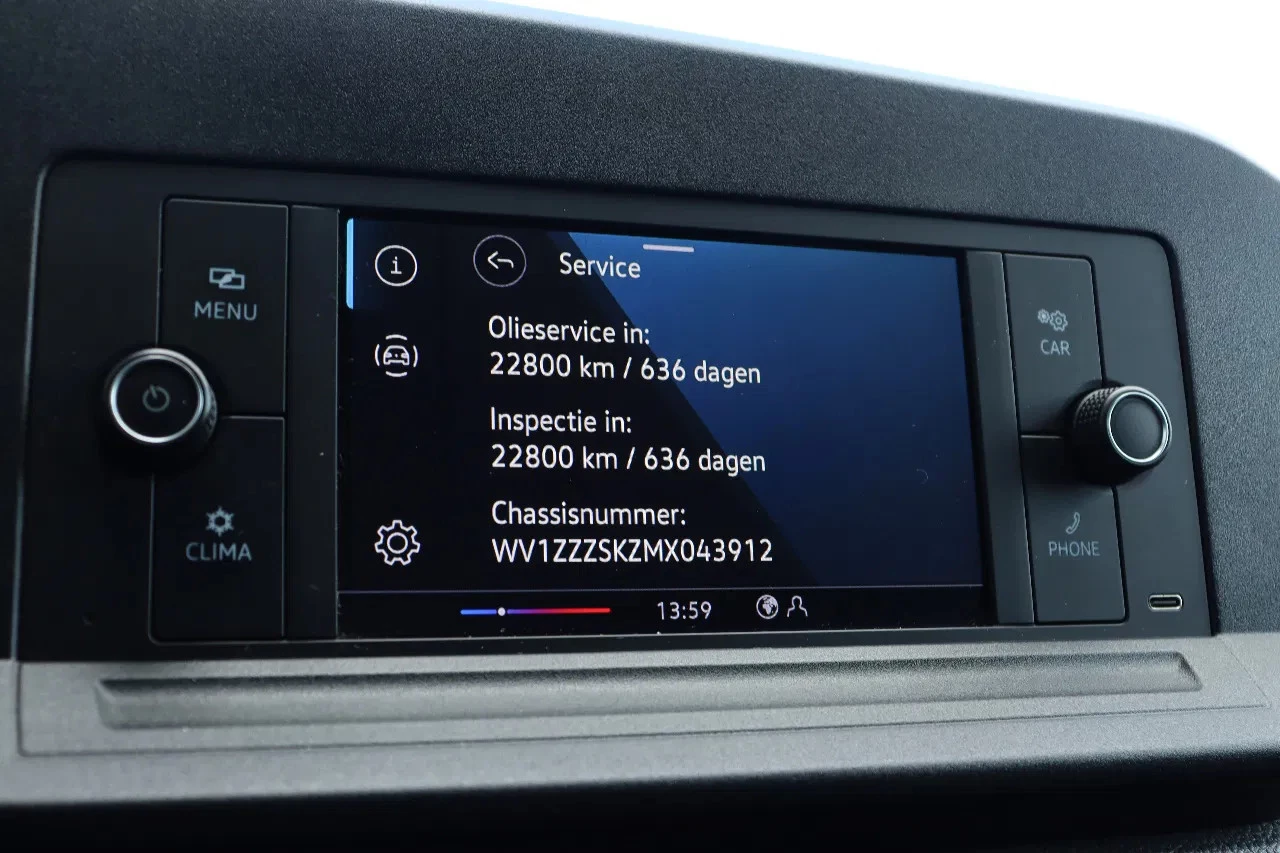 MENU
CLIMA
Service
Olieservice in:
22800 km / 636 dagen
Inspectie in:
22800 km / 636 dagen
Chassisnummer:
WV1ZZZSKZMX043912
13:59
CAR
PHONE